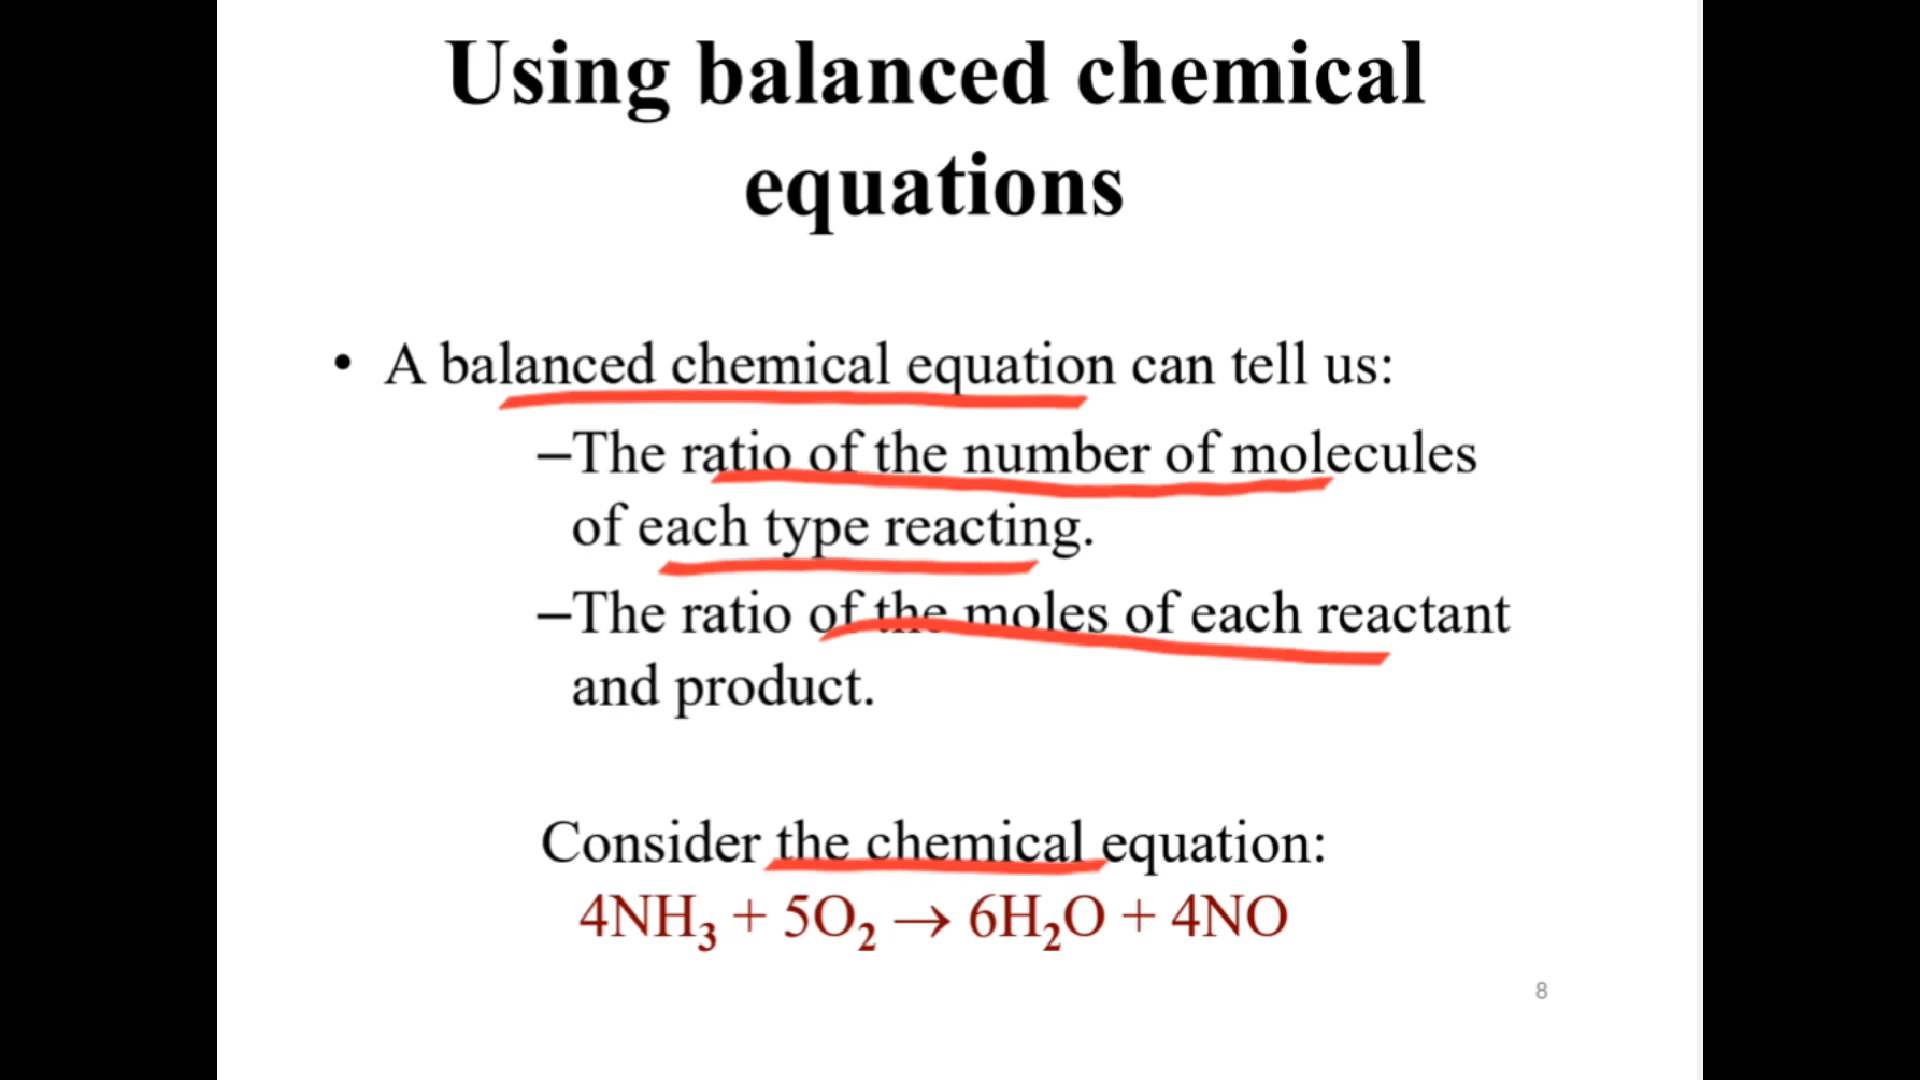 Using balanced chemical
equations
• A balanced chemical equation can tell us:
–The ratio of the number of molecules
of each type reacting.
–The ratio of the moles of each reactant
and product.
Consider the chemical equation:
4NH₃ + 5O₂ → 6H₂O + 4NO
8